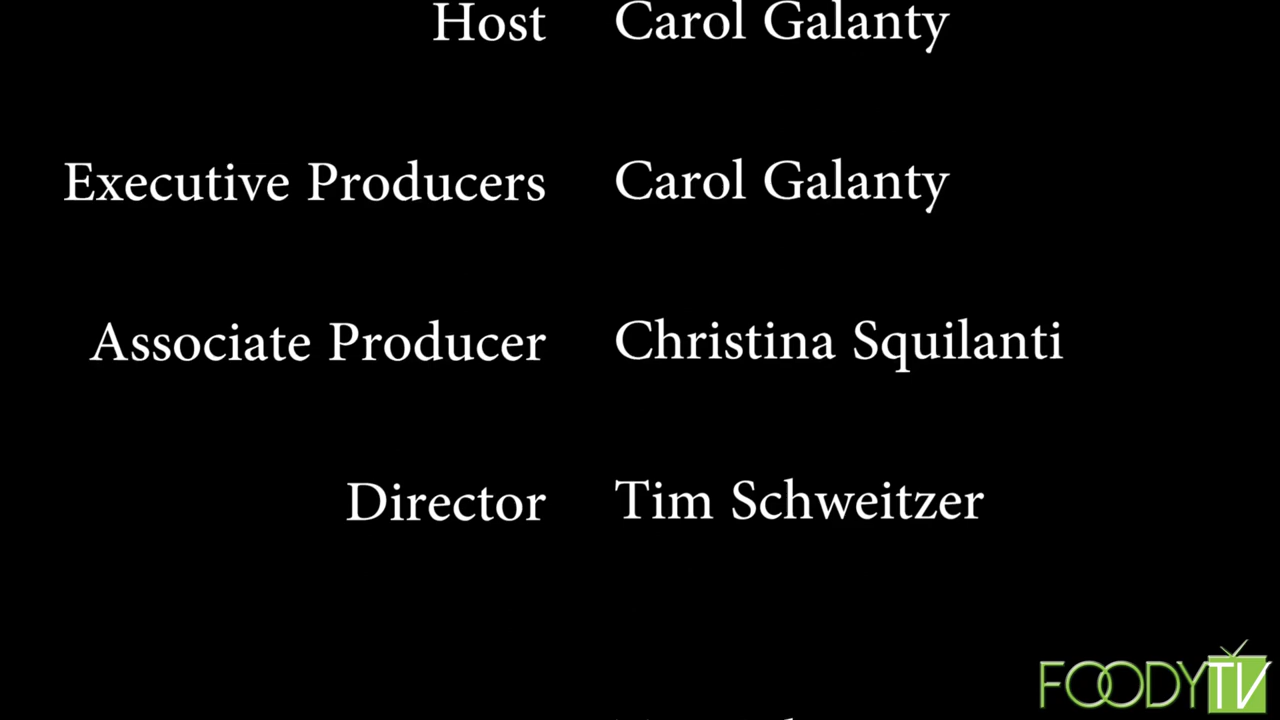 Host Carol Galanty
Executive Producers Carol Galanty
Associate Producer Christina Squilanti
Director Tim Schweitzer
FOODYTV